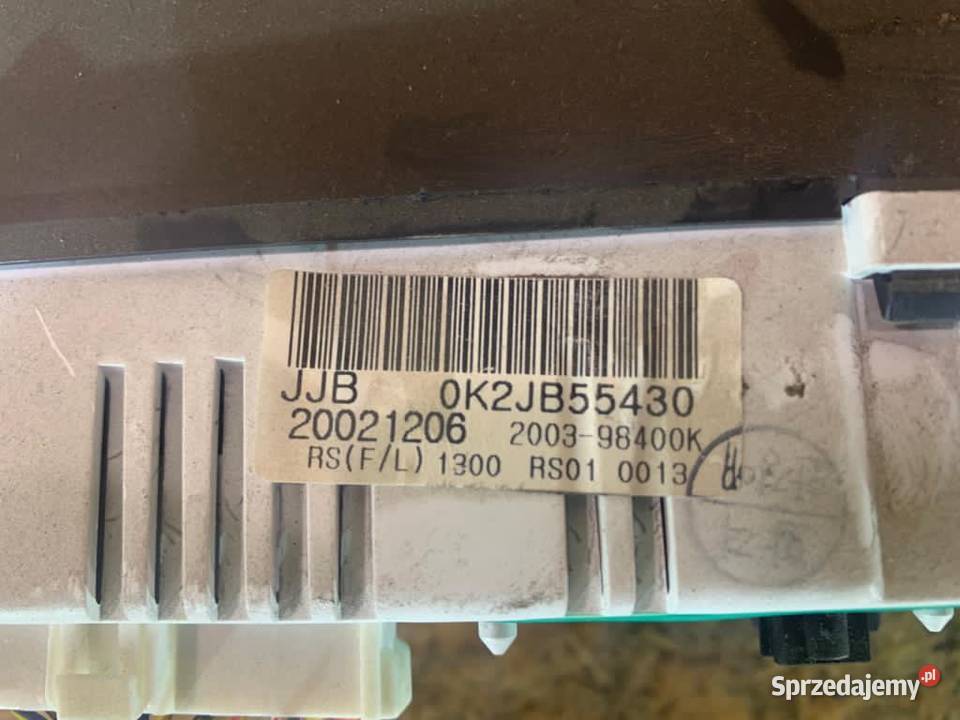 JJB 0K2JB55430
20021206 2003-98400K
RS(F/L) 1300 RS01 0013
Sprzedajemy.pl